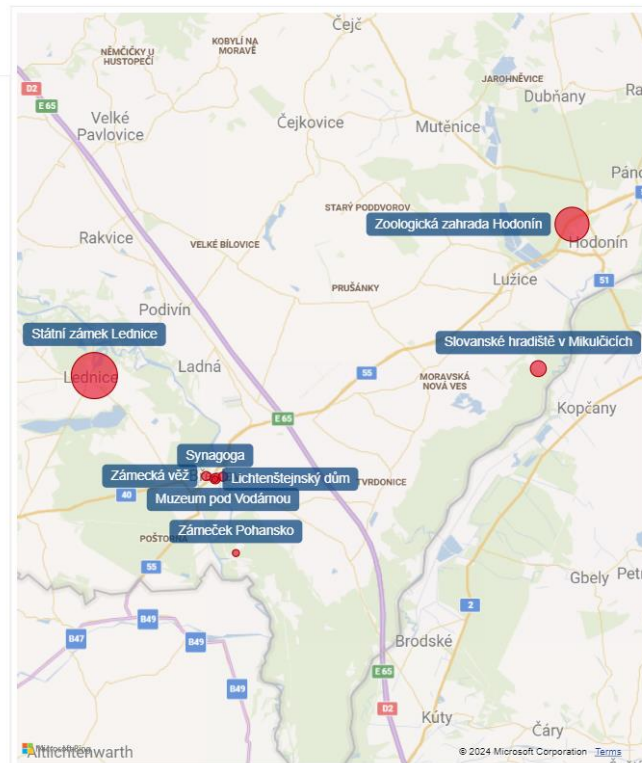 Čejč
KOBYLÍ NA
MORAVĚ
NĚMČIČKY U
HUSTOPEČÍ
D2
E 65
JAROHNĚVICE
Dubňany
Velké
Pavlovice
Čejkovice
Mutěnice
STARÝ PODDVOROV
Zoologická zahrada Hodonín
Hodonín
Rakvice
VELKÉ BÍLOVICE
Lužice
51
PRUŠÁNKY
Podivín
Státní zámek Lednice
Lednice
Ladná
55
Slovanské hradiště v Mikulčicích
MORAVSKÁ
NOVÁ VES
Kopčany
E 65
Synagoga
Zámecká věž
Lichtenštejnský dům
TVRDONICE
40
Muzeum pod Vodárnou
Zámeček Pohansko
POŠTORNÁ
55
Gbely
2
B49
B47
B49
Brodské
B49
E 65
D2
Kúty
Čáry
Altlichtenwarth
© 2024 Microsoft Corporation Terms